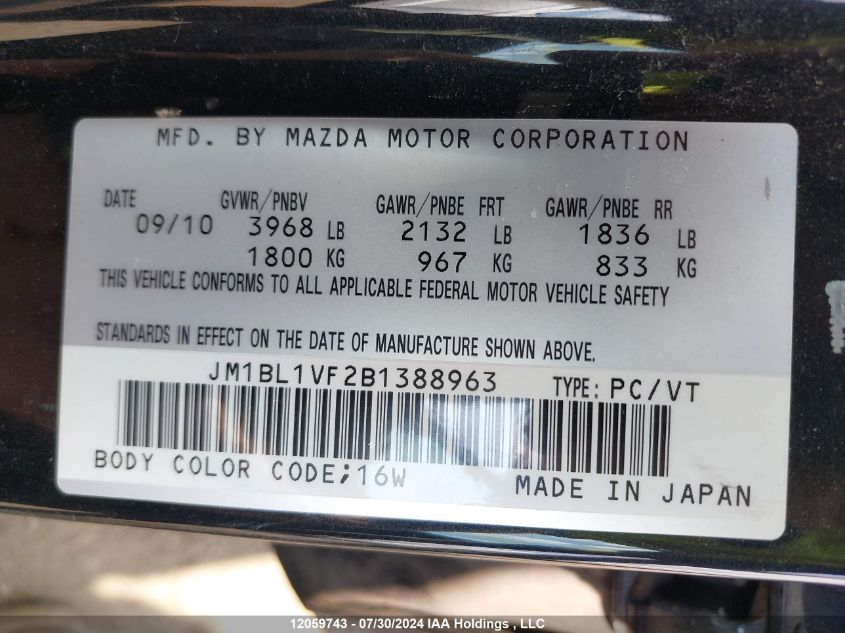 MFD. BY MAZDA MOTOR CORPORATION
DATE GVWR/PNBV GAWR/PNBE FRT GAWR/PNBE RR
09/10 3968 LB 2132 LB 1836 LB
1800 KG 967 KG 833 KG
THIS VEHICLE CONFORMS TO ALL APPLICABLE FEDERAL MOTOR VEHICLE SAFETY
STANDARDS IN EFFECT ON THE DATE OF MANUFACTURE SHOWN ABOVE.
JM1BL1VF2B1388963 TYPE: PC/VT
BODY COLOR CODE;16W MADE IN JAPAN
12059743 - 07/30/2024 IAA Holdings , LLC